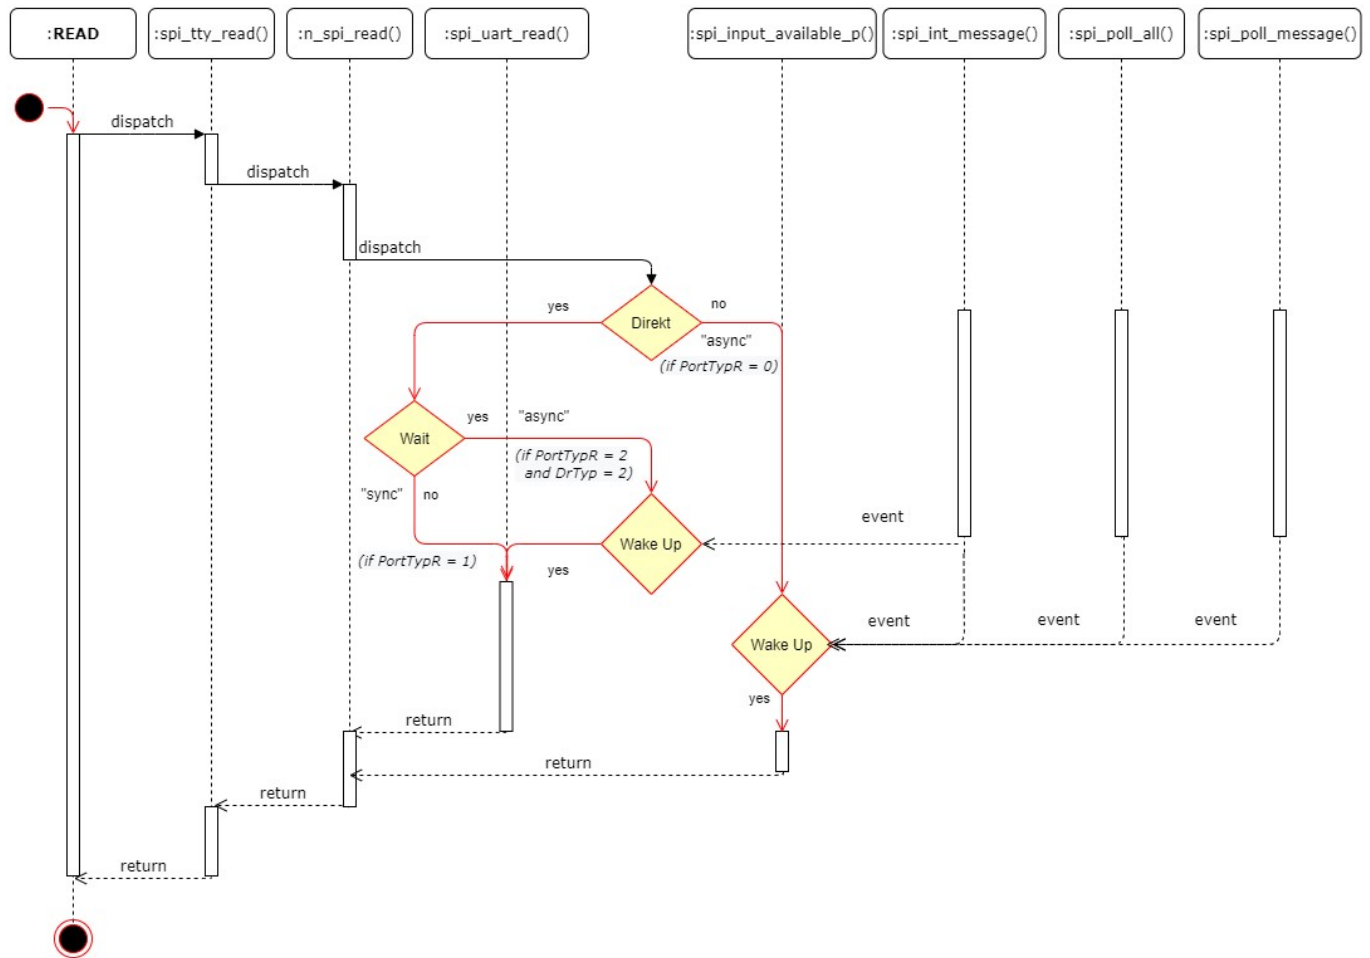 :READ
:spi_tty_read()
:n_spi_read()
:spi_uart_read()
:spi_input_available_p()
:spi_int_message()
:spi_poll_all()
:spi_poll_message()
dispatch
dispatch
dispatch
yes
no
Direkt
"async"
(if PortTypR = 0)
yes
"async"
Wait
(if PortTypR = 2
and DrTyp = 2)
"sync"
no
event
Wake Up
(if PortTypR = 1)
yes
event
event
event
Wake Up
yes
return
return
return
return